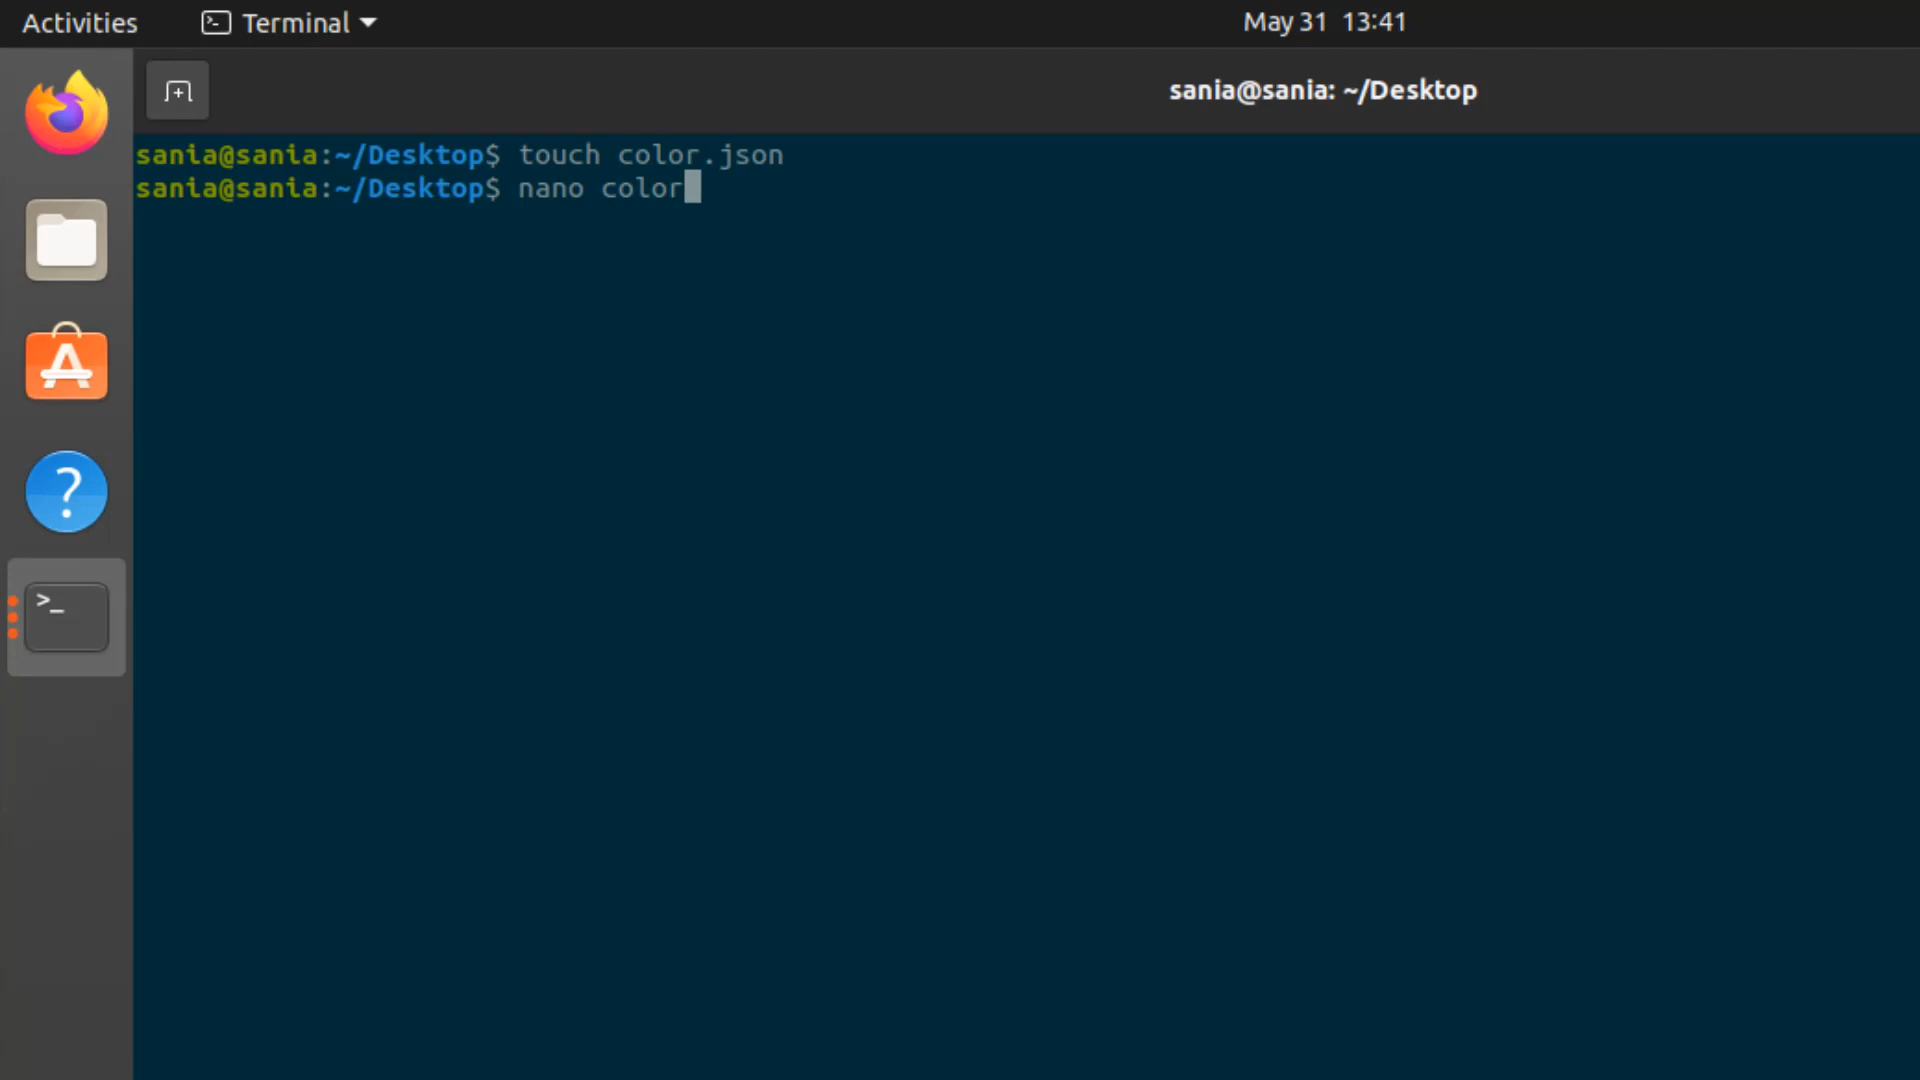 Activities
Terminal
May 31 13:41
sania@sania: ~/Desktop
sania@sania:~/Desktop$ touch color.json
sania@sania:~/Desktop$ nano color